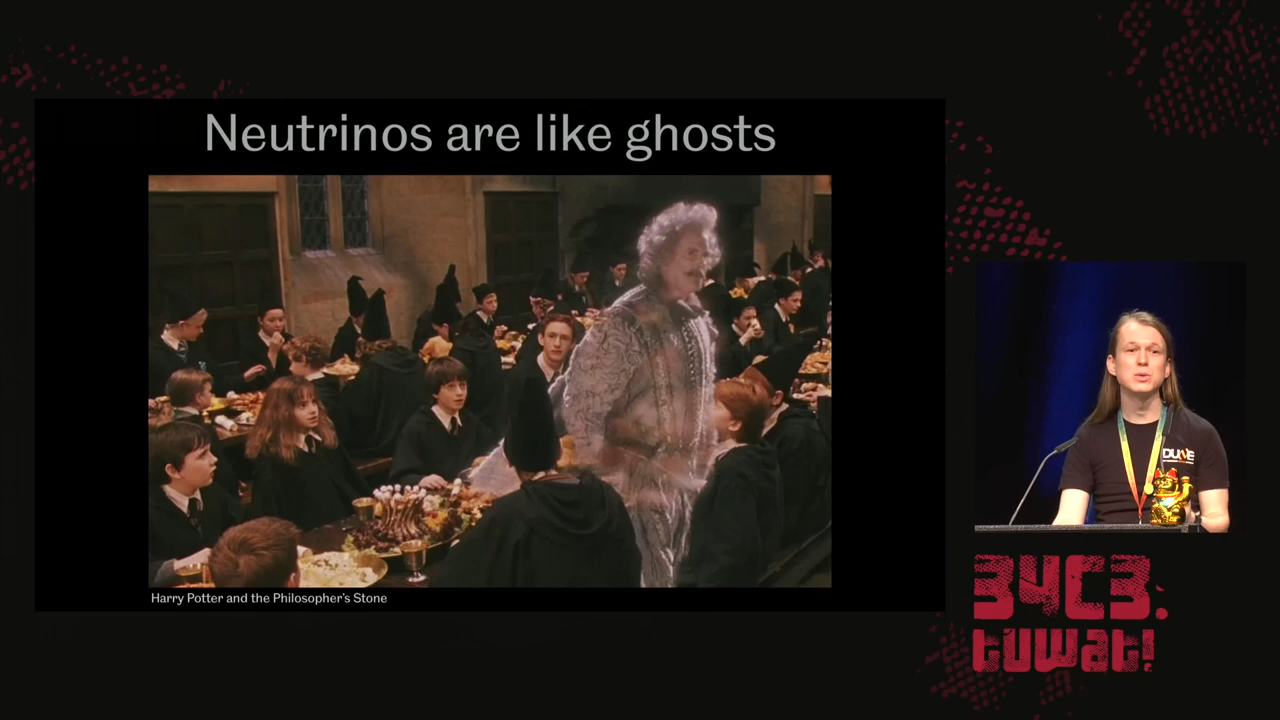 Neutrinos are like ghosts
Harry Potter and the Philosopher's Stone
DUNE
34C3.
tuwat!